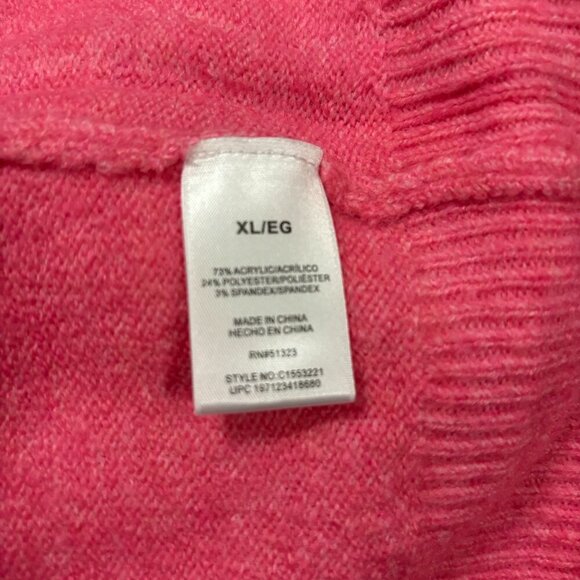 XL/EG
73% ACRYLIC/ACRÍLICO
24% POLYESTER/POLIÉSTER
3% SPANDEX/SPANDEX
MADE IN CHINA
HECHO EN CHINA
RN#51323
STYLE NO:C1553221
UPC 197123418680